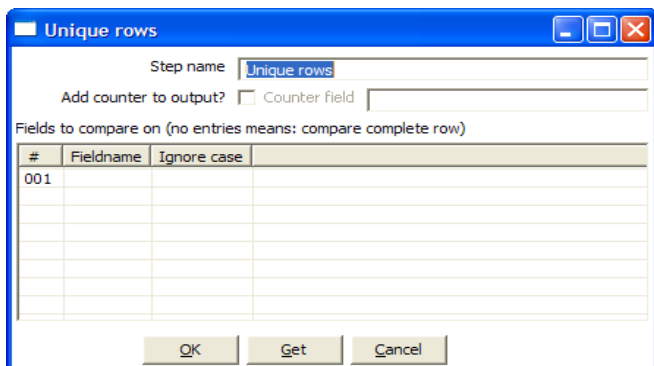 Unique rows
Step name Unique rows
Add counter to output? Counter field
Fields to compare on (no entries means: compare complete row)
# Fieldname Ignore case
001
OK Get Cancel